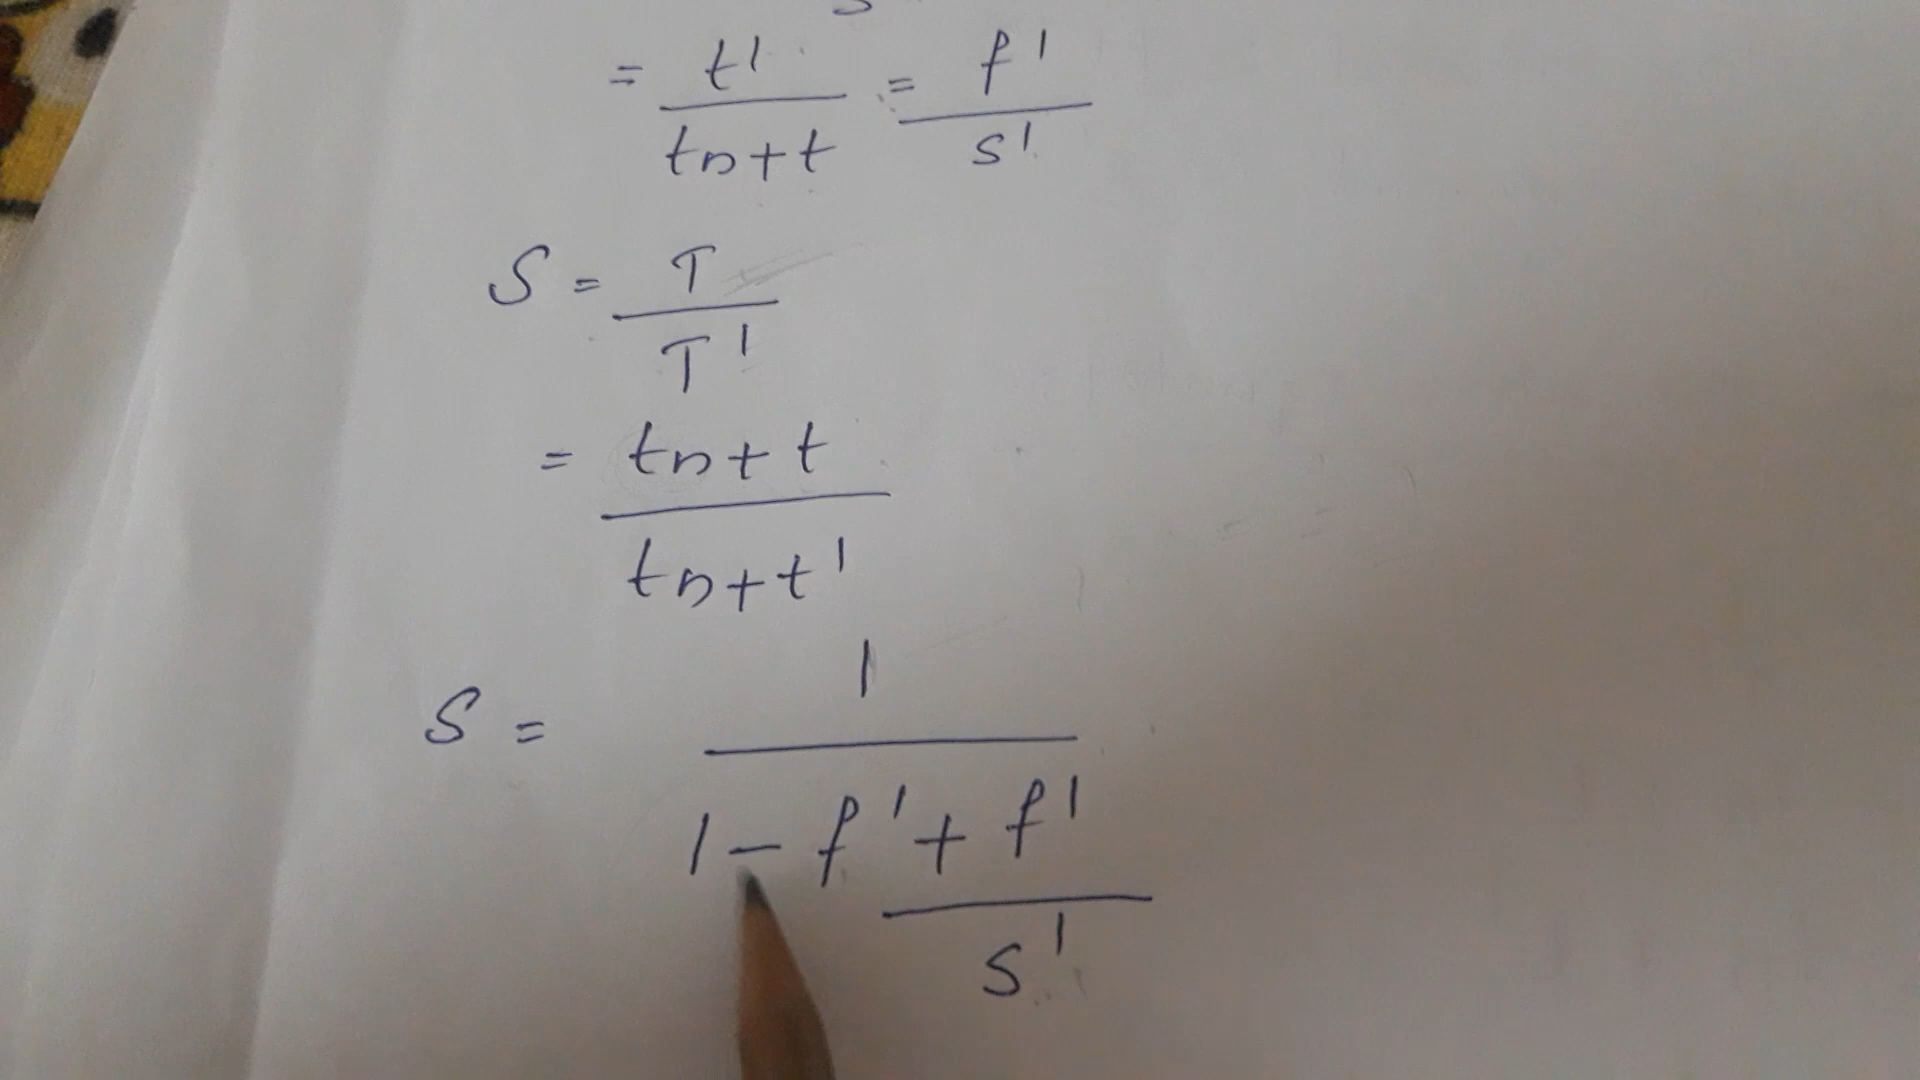 = t' / tn+t = f' / s'
S = T / T'
= tn+t / tn+t'
S = 1 / 1 - f' + f' / s'